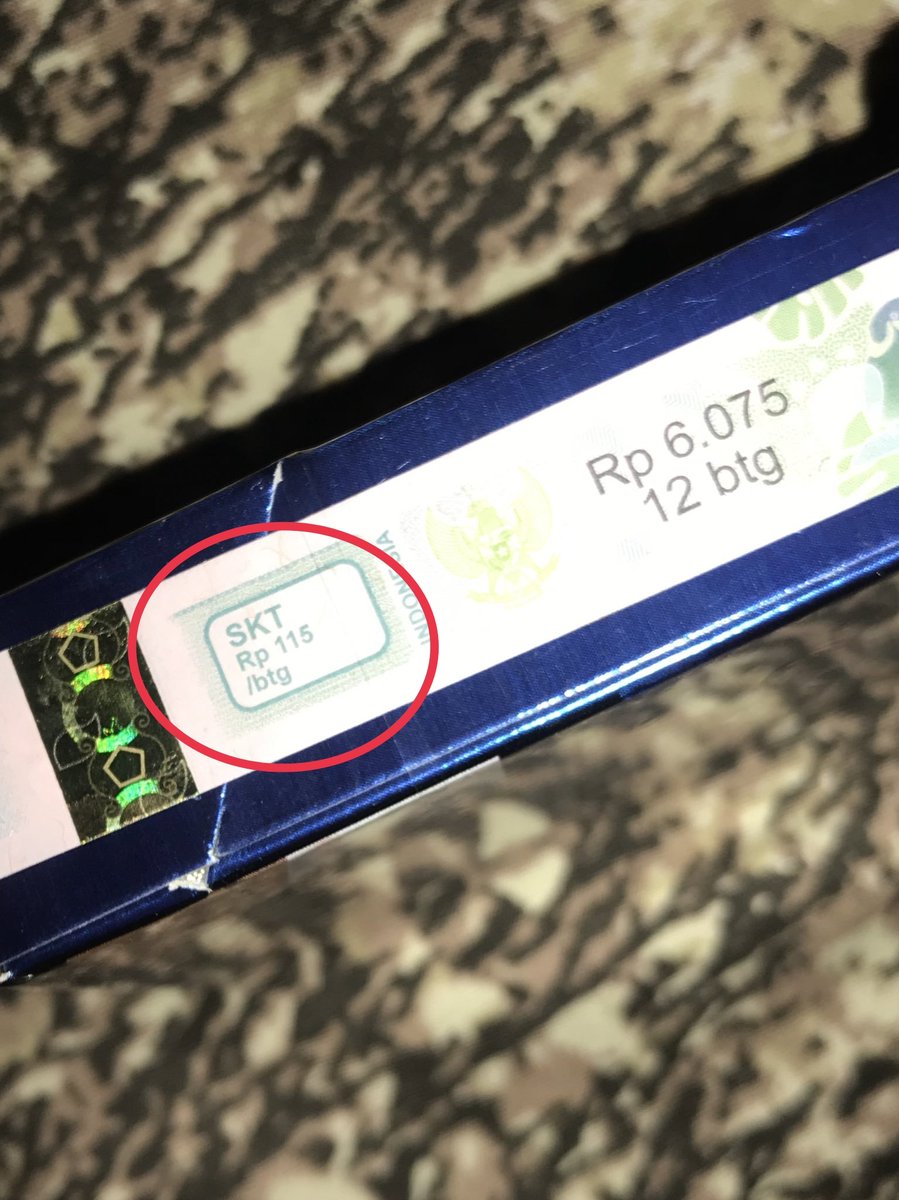 SKT
Rp 115
/btg
INDONESIA
Rp 6.075
12 btg